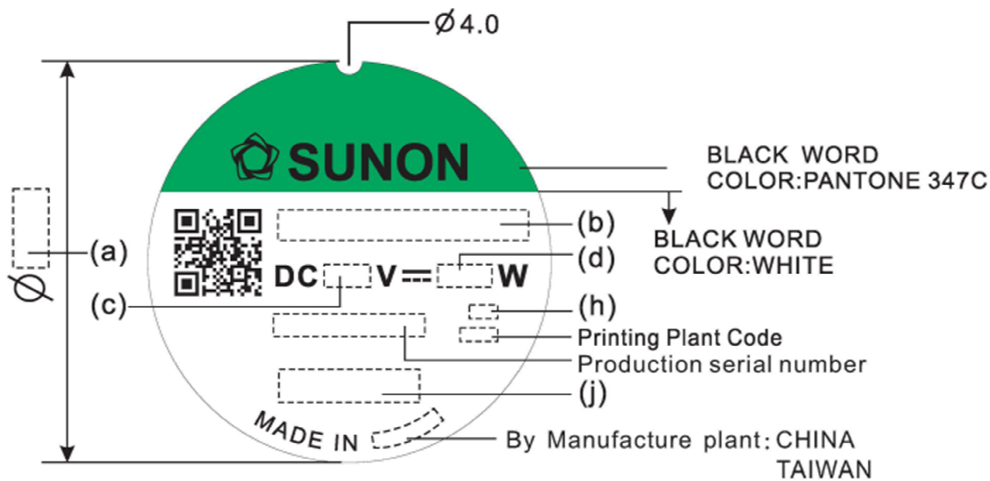 Ø4.0
SUNON
BLACK WORD
COLOR:PANTONE 347C
(a)
Ø
(b)
BLACK WORD
COLOR:WHITE
DC V⎓ W
(d)
(c)
(h)
Printing Plant Code
Production serial number
(j)
MADE IN
By Manufacture plant: CHINA
TAIWAN